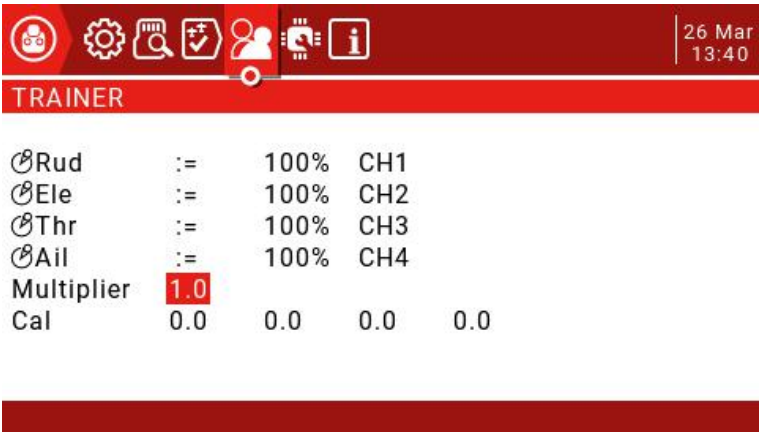 26 Mar
13:40
TRAINER
Rud := 100% CH1
Ele := 100% CH2
Thr := 100% CH3
Ail := 100% CH4
Multiplier 1.0
Cal 0.0 0.0 0.0 0.0